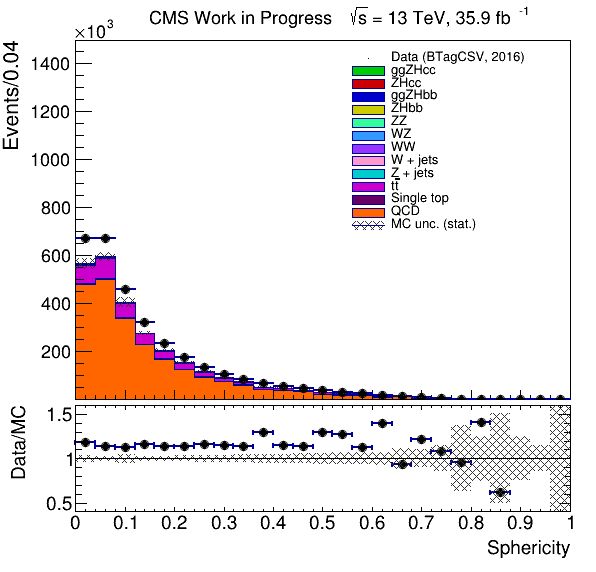 CMS Work in Progress √s = 13 TeV, 35.9 fb⁻¹
×10³
Events/0.04
1400
1200
1000
800
600
400
200
Data (BTagCSV, 2016)
ggZHcc
ZHcc
ggZHbb
ZHbb
ZZ
WZ
WW
W + jets
Z + jets
tt̅
Single top
QCD
MC unc. (stat.)
Data/MC
1.5
1
0.5
0 0.1 0.2 0.3 0.4 0.5 0.6 0.7 0.8 0.9 1
Sphericity